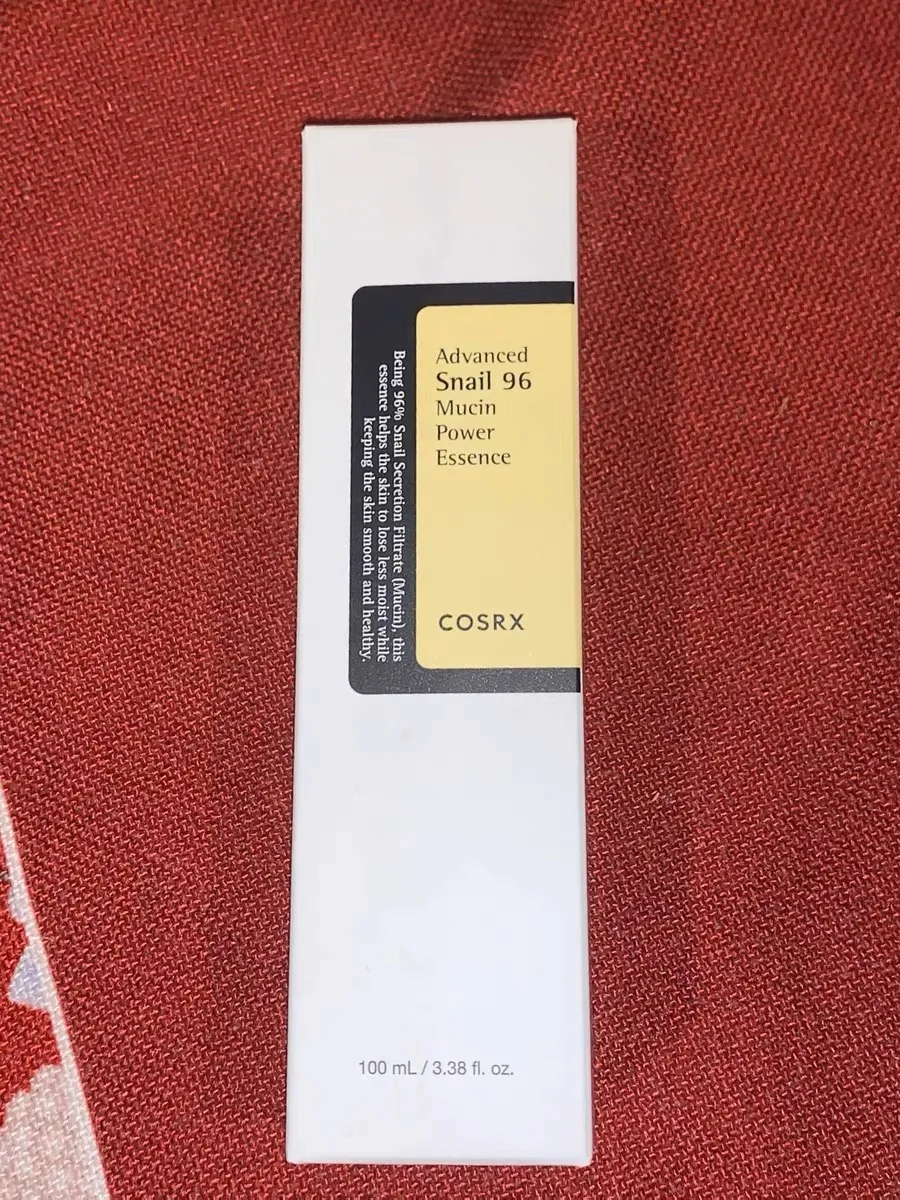 Advanced
Snail 96
Mucin
Power
Essence
COSRX
Being 96% Snail Secretion Filtrate (Mucin), this
essence helps the skin to lose less moist while
keeping the skin smooth and healthy.
100 mL / 3.38 fl. oz.